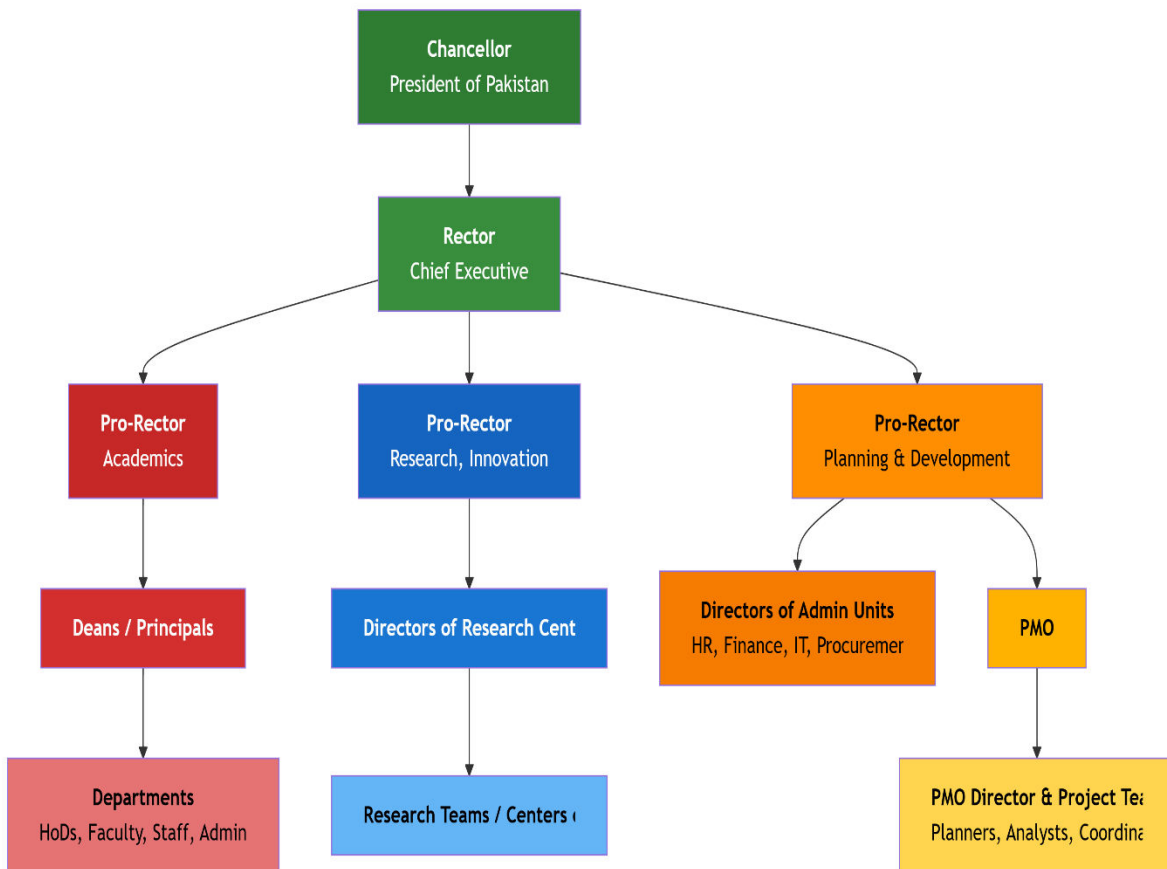 Chancellor
President of Pakistan
Rector
Chief Executive
Pro-Rector
Academics
Pro-Rector
Research, Innovation
Pro-Rector
Planning & Development
Deans / Principals
Directors of Research Cent
Directors of Admin Units
HR, Finance, IT, Procuremer
PMO
Departments
HoDs, Faculty, Staff, Admin
Research Teams / Centers
PMO Director & Project Tea
Planners, Analysts, Coordina